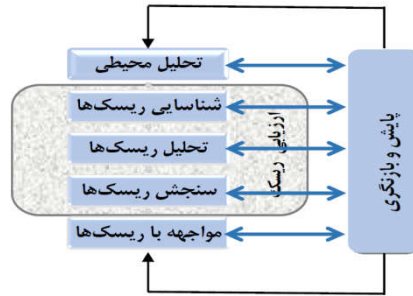 تحلیل محیطی
شناسایی ریسک‌ها
تحلیل ریسک‌ها
سنجش ریسک‌ها
مواجهه با ریسک‌ها
ارزیابی ریسک
پایش و بازنگری